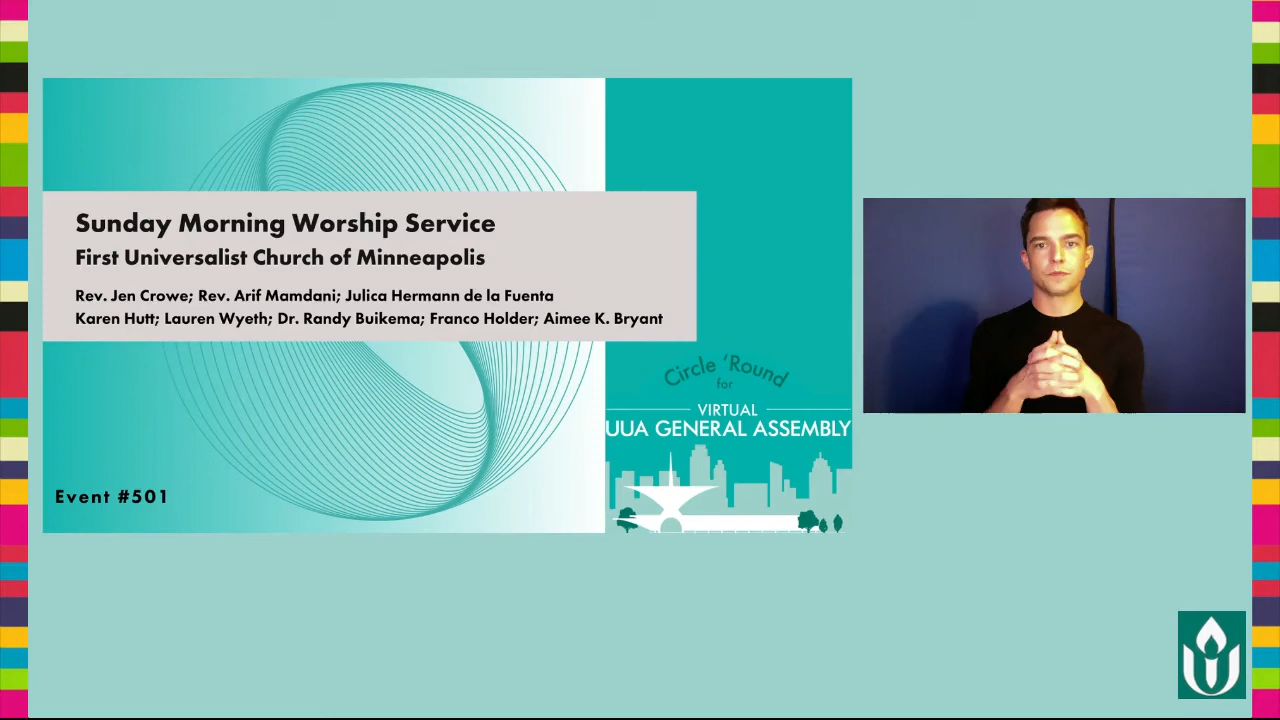 Sunday Morning Worship Service
First Universalist Church of Minneapolis
Rev. Jen Crowe; Rev. Arif Mamdani; Julica Hermann de la Fuenta
Karen Hutt; Lauren Wyeth; Dr. Randy Buikema; Franco Holder; Aimee K. Bryant
Circle 'Round
for
VIRTUAL
UUA GENERAL ASSEMBLY
Event #501